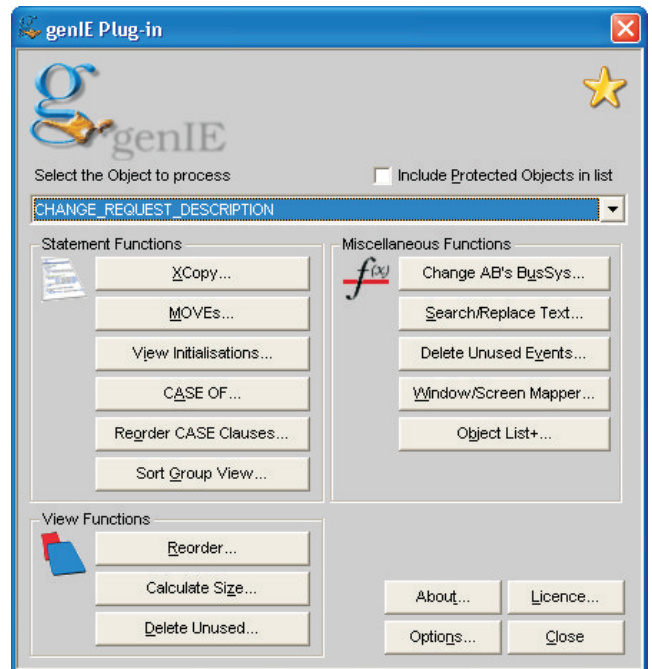 genIE Plug-in
genIE
Select the Object to process
Include Protected Objects in list
CHANGE_REQUEST_DESCRIPTION
Statement Functions
XCopy...
MOVEs...
View Initialisations...
CASE OF...
Reorder CASE Clauses...
Sort Group View...
Miscellaneous Functions
f(x)
Change AB's BusSys...
Search/Replace Text...
Delete Unused Events...
Window/Screen Mapper...
Object List+...
View Functions
Reorder...
Calculate Size...
Delete Unused...
About...
Licence...
Options...
Close